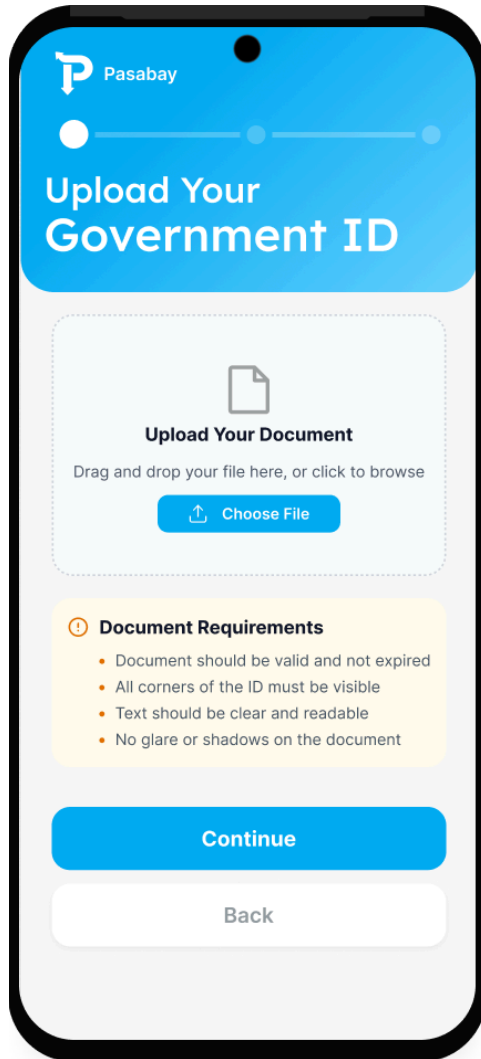 Pasabay
Upload Your
Government ID
Upload Your Document
Drag and drop your file here, or click to browse
Choose File
Document Requirements
• Document should be valid and not expired
• All corners of the ID must be visible
• Text should be clear and readable
• No glare or shadows on the document
Continue
Back